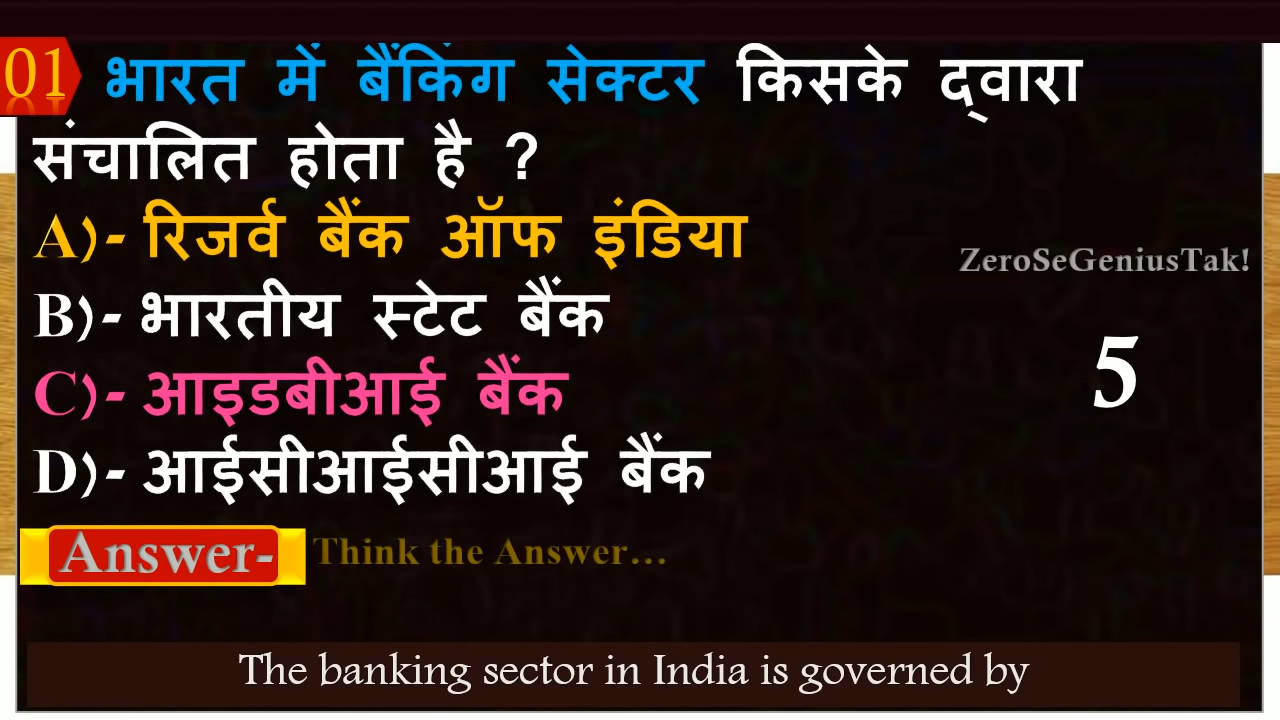 01 भारत में बैंकिंग सेक्टर किसके द्वारा
संचालित होता है ?
A)- रिजर्व बैंक ऑफ इंडिया
ZeroSeGeniusTak!
B)- भारतीय स्टेट बैंक
5
C)- आइडबीआई बैंक
D)- आईसीआईसीआई बैंक
Answer- Think the Answer...
The banking sector in India is governed by